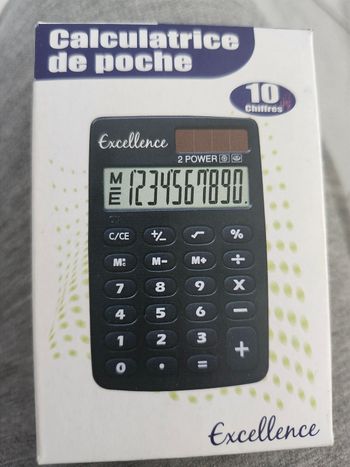 Calculatrice
de poche
10
Chiffres
Excellence
2 POWER
M
E 1234567890.
C/CE +/- √ %
M- M+ ÷
7 8 9 X
4 5 6 −
1 2 3 +
0 . =
Excellence